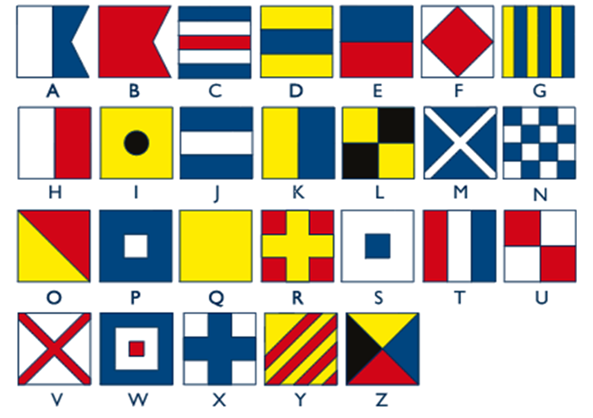 A B C D E F G
H I J K L M N
O P Q R S T U
V W X Y Z